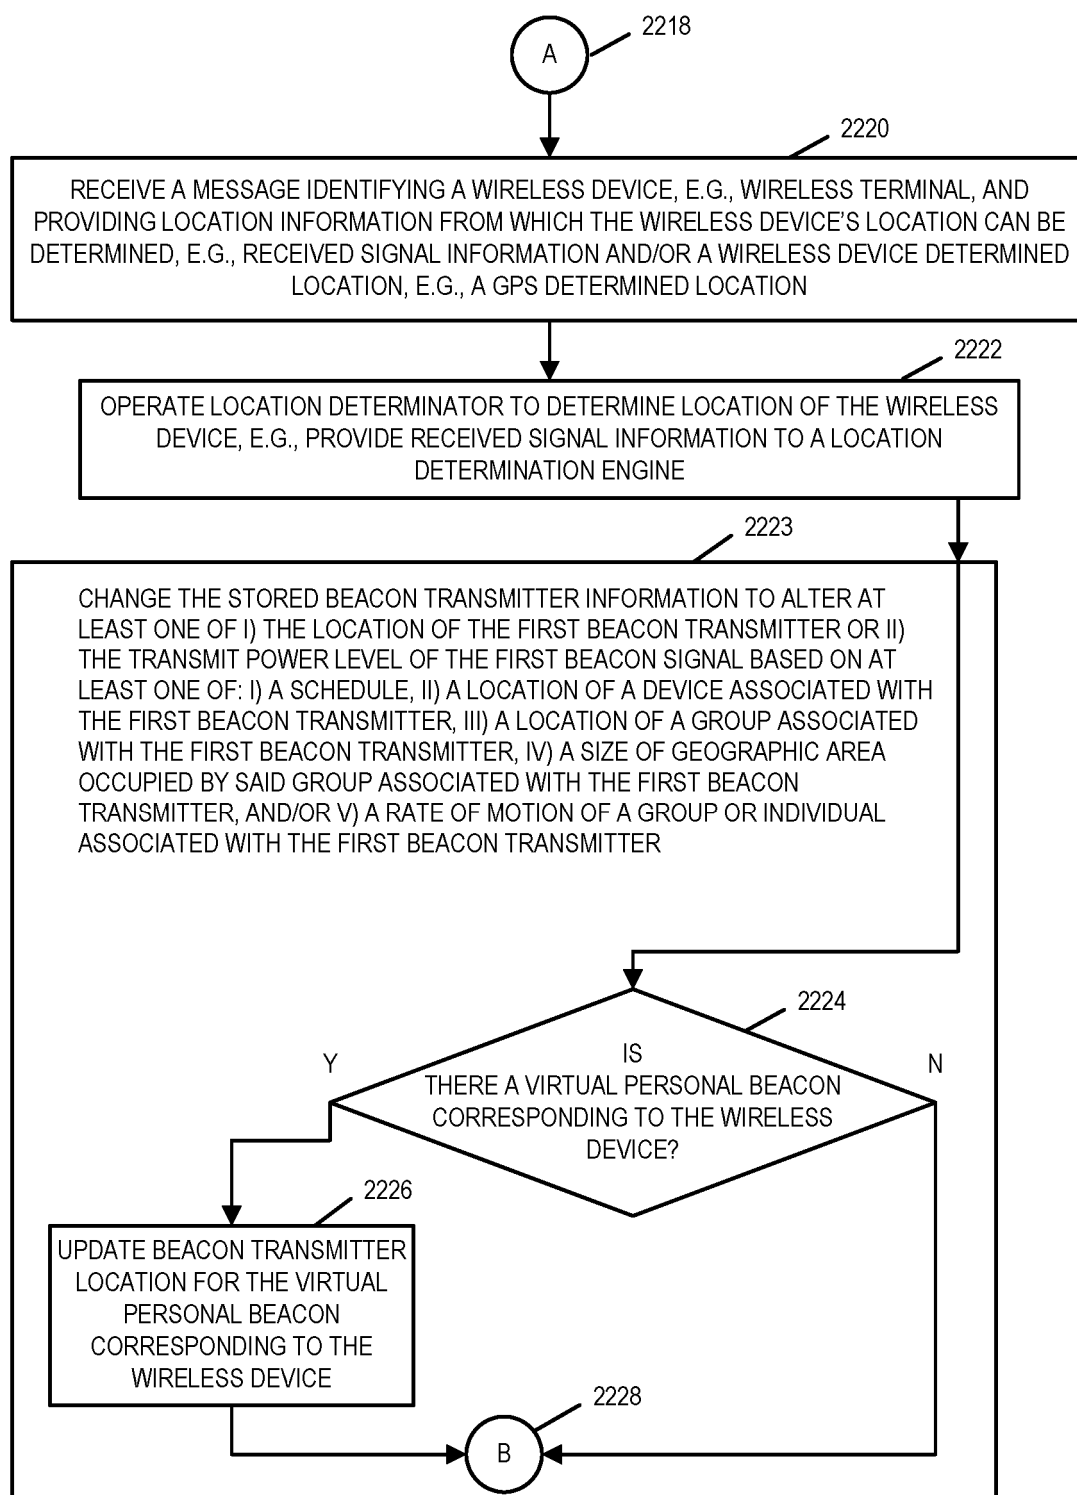 2218
A
2220
RECEIVE A MESSAGE IDENTIFYING A WIRELESS DEVICE, E.G., WIRELESS TERMINAL, AND
PROVIDING LOCATION INFORMATION FROM WHICH THE WIRELESS DEVICE'S LOCATION CAN BE
DETERMINED, E.G., RECEIVED SIGNAL INFORMATION AND/OR A WIRELESS DEVICE DETERMINED
LOCATION, E.G., A GPS DETERMINED LOCATION
2222
OPERATE LOCATION DETERMINATOR TO DETERMINE LOCATION OF THE WIRELESS
DEVICE, E.G., PROVIDE RECEIVED SIGNAL INFORMATION TO A LOCATION
DETERMINATION ENGINE
2223
CHANGE THE STORED BEACON TRANSMITTER INFORMATION TO ALTER AT
LEAST ONE OF I) THE LOCATION OF THE FIRST BEACON TRANSMITTER OR II)
THE TRANSMIT POWER LEVEL OF THE FIRST BEACON SIGNAL BASED ON AT
LEAST ONE OF: I) A SCHEDULE, II) A LOCATION OF A DEVICE ASSOCIATED WITH
THE FIRST BEACON TRANSMITTER, III) A LOCATION OF A GROUP ASSOCIATED
WITH THE FIRST BEACON TRANSMITTER, IV) A SIZE OF GEOGRAPHIC AREA
OCCUPIED BY SAID GROUP ASSOCIATED WITH THE FIRST BEACON
TRANSMITTER, AND/OR V) A RATE OF MOTION OF A GROUP OR INDIVIDUAL
ASSOCIATED WITH THE FIRST BEACON TRANSMITTER
2224
Y
N
IS
THERE A VIRTUAL PERSONAL BEACON
CORRESPONDING TO THE WIRELESS
DEVICE?
2226
UPDATE BEACON TRANSMITTER
LOCATION FOR THE VIRTUAL
PERSONAL BEACON
CORRESPONDING TO THE
WIRELESS DEVICE
2228
B